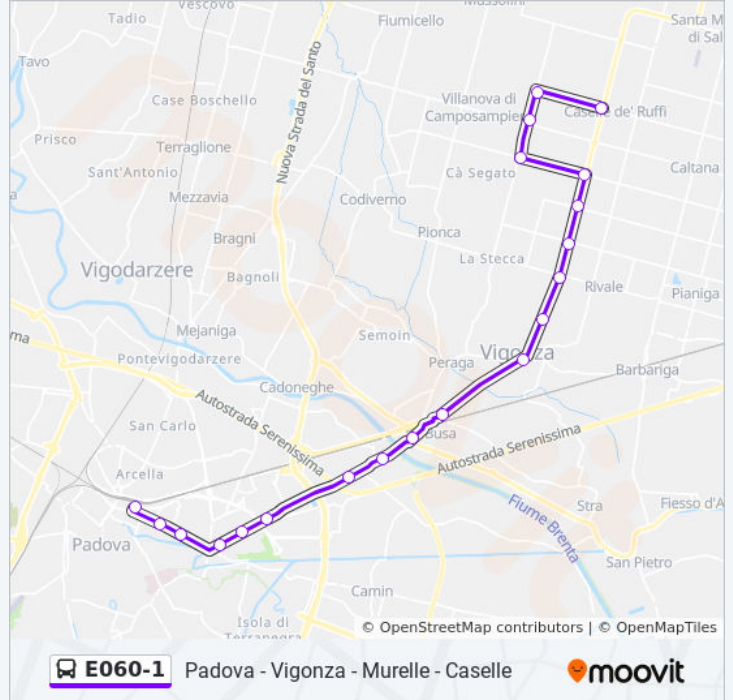 Vescovo
Mussolini
Tadio
Fiumicello
Santa M
di Sal
Tavo
Case Boschello
Nuova Strada del Santo
Villanova di
Camposampier
Caselle de' Ruffi
Prisco
Terraglione
Sant'Antonio
Cà Segato
Caltana
a
Mezzavia
Codiverno
Bragni
Pionca
Vigodarzere
Bagnoli
La Stecca
Rivale
Pianiga
Mejaniga
Semoin
ma
Pontevigodarzere
Peraga
Vigonza
Barbariga
Cadoneghe
Autostrada Serenissima
San Carlo
Busa
Autostrada Serenissima
Arcella
Stra
Fiesso d'A
Fiume Brenta
Padova
San Pietro
Camin
Isola di
Terranegra
© OpenStreetMap contributors | © OpenMapTiles
E060-1 Padova - Vigonza - Murelle - Caselle
moovit